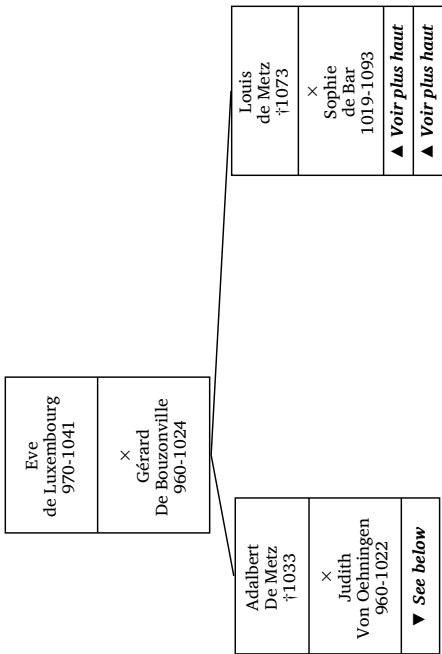 Eve
de Luxembourg
970-1041
×
Gérard
De Bouzonville
960-1024
Adalbert
De Metz
†1033
×
Judith
Von Oehningen
960-1022
▼ See below
Louis
de Metz
†1073
×
Sophie
de Bar
1019-1093
▲ Voir plus haut
▲ Voir plus haut